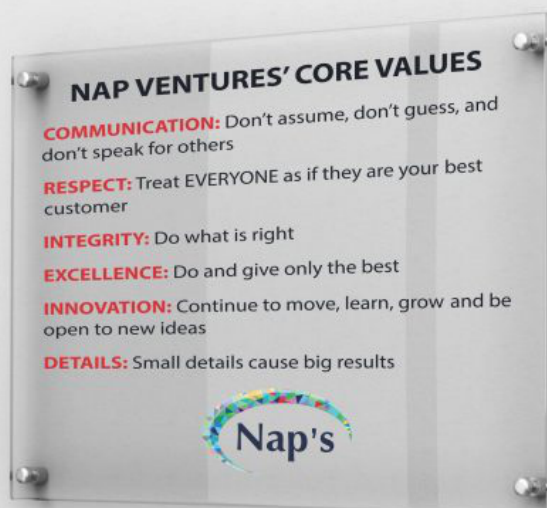 NAP VENTURES’ CORE VALUES
COMMUNICATION: Don’t assume, don’t guess, and
don’t speak for others
RESPECT: Treat EVERYONE as if they are your best
customer
INTEGRITY: Do what is right
EXCELLENCE: Do and give only the best
INNOVATION: Continue to move, learn, grow and be
open to new ideas
DETAILS: Small details cause big results
Nap's